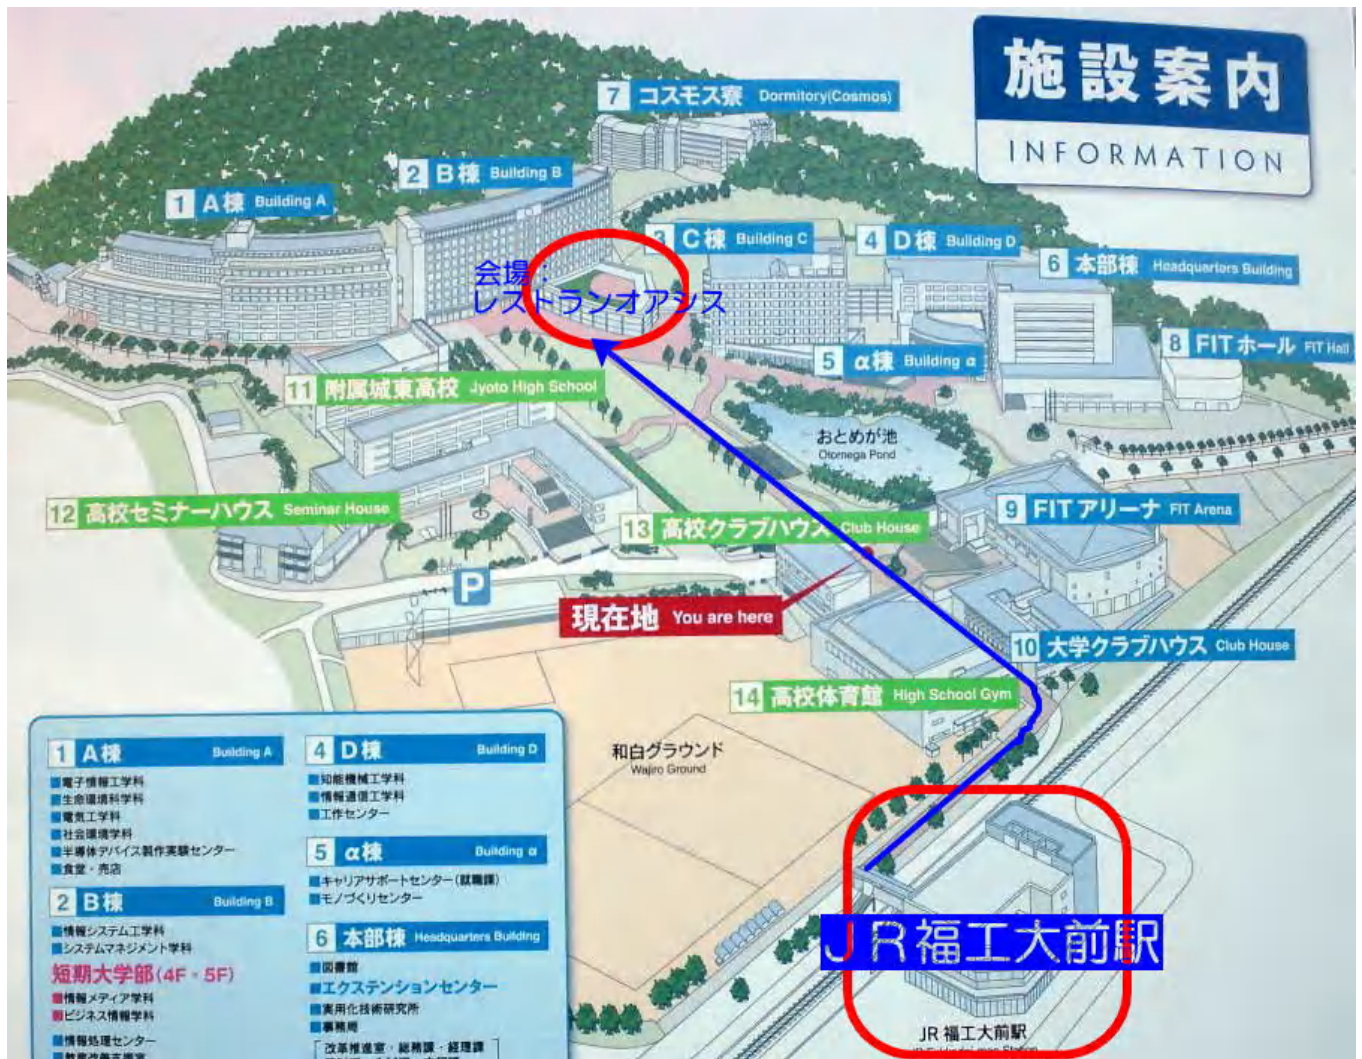 施設案内
INFORMATION
7 コスモス寮 Dormitory(Cosmos)
2 B棟 Building B
1 A棟 Building A
3 C棟 Building C
4 D棟 Building D
6 本部棟 Headquarters Building
会場：
レストランオアシス
8 FITホール FIT Hall
5 α棟 Building α
11 附属城東高校 Jyoto High School
おとめが池
Otomega Pond
12 高校セミナーハウス Seminar House
9 FITアリーナ FIT Arena
13 高校クラブハウス Club House
P
現在地 You are here
10 大学クラブハウス Club House
14 高校体育館 High School Gym
和白グラウンド
Wajiro Ground
JR福工大前駅
JR 福工大前駅
1 A棟 Building A
電子情報工学科
生命環境科学科
電気工学科
社会環境学科
半導体デバイス製作実験センター
食堂・売店
2 B棟 Building B
情報システム工学科
システムマネジメント学科
短期大学部(4F・5F)
情報メディア学科
ビジネス情報学科
情報処理センター
4 D棟 Building D
知能機械工学科
情報通信工学科
工作センター
5 α棟 Building α
キャリアサポートセンター(就職課)
モノづくりセンター
6 本部棟 Headquarters Building
図書館
エクステンションセンター
実用化技術研究所
事務局
改革推進室・総務課・経理課